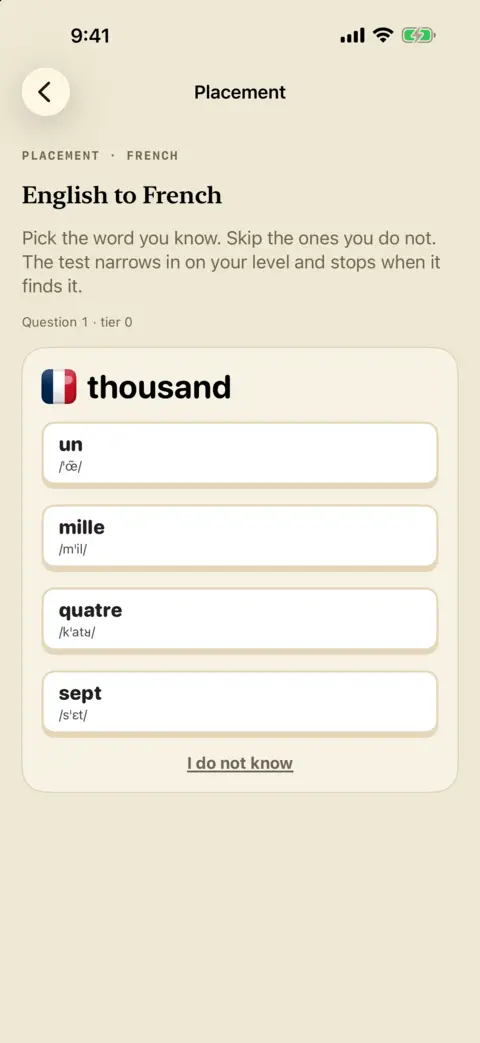 9:41
Placement
PLACEMENT · FRENCH
English to French
Pick the word you know. Skip the ones you do not.
The test narrows in on your level and stops when it
finds it.
Question 1 · tier 0
thousand
un
/ˈœ̃/
mille
/mˈil/
quatre
/kˈatʁ/
sept
/sˈɛt/
I do not know